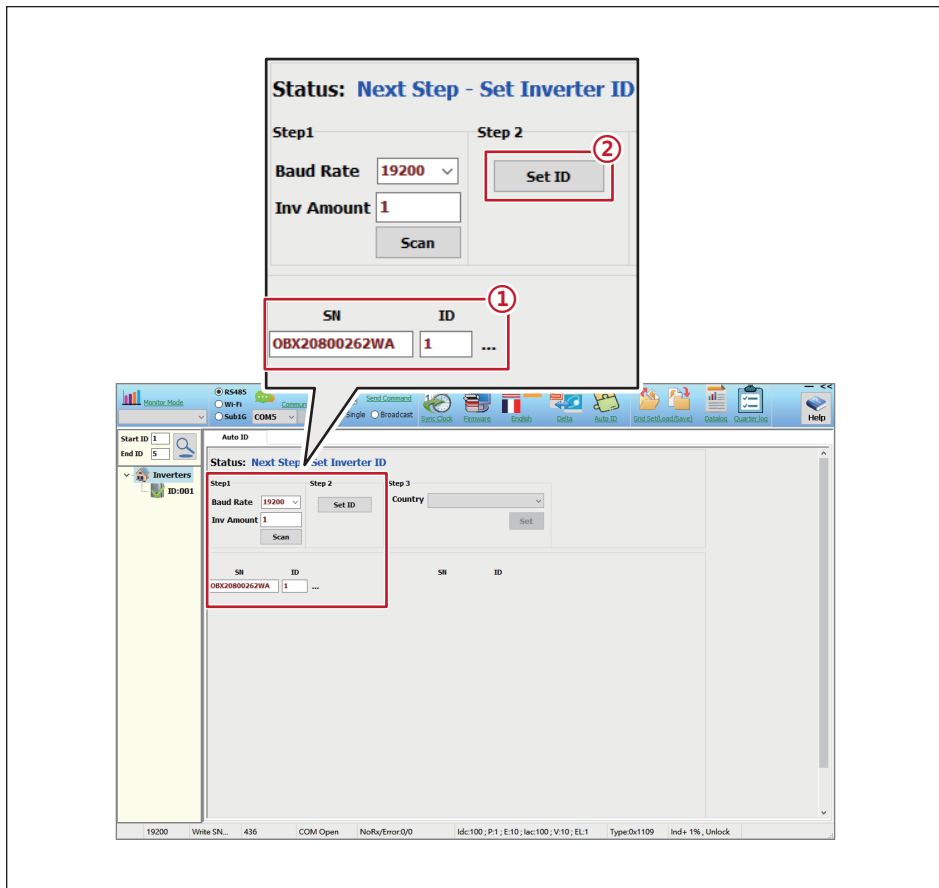 Status: Next Step - Set Inverter ID
Step1
Step 2
②
Baud Rate 19200
Set ID
Inv Amount 1
Scan
①
SN ID
OBX20800262WA 1 ...
Monitor Mode
RS485
Wi-Fi
Sub1G COM5
Send Command
Single Broadcast
Sync.Clock
Firmware
English
Delta
Auto ID
Grid Set(Load/Save)
Datalog
Quarter log
— <<
Help
Start ID 1
End ID 5
Inverters
ID:001
Auto ID
Status: Next Step Set Inverter ID
Step1 Step 2 Step 3
Baud Rate 19200 Set ID Country
Inv Amount 1 Set
Scan
SN ID SN ID
OBX20800262WA 1 ...
19200 Write SN... 436 COM Open NoRx/Error:0/0 Idc:100 ; P:1 ; E:10 ; Iac:100 ; V:10 ; EL:1 Type:0x1109 Ind+ 1% , Unlock